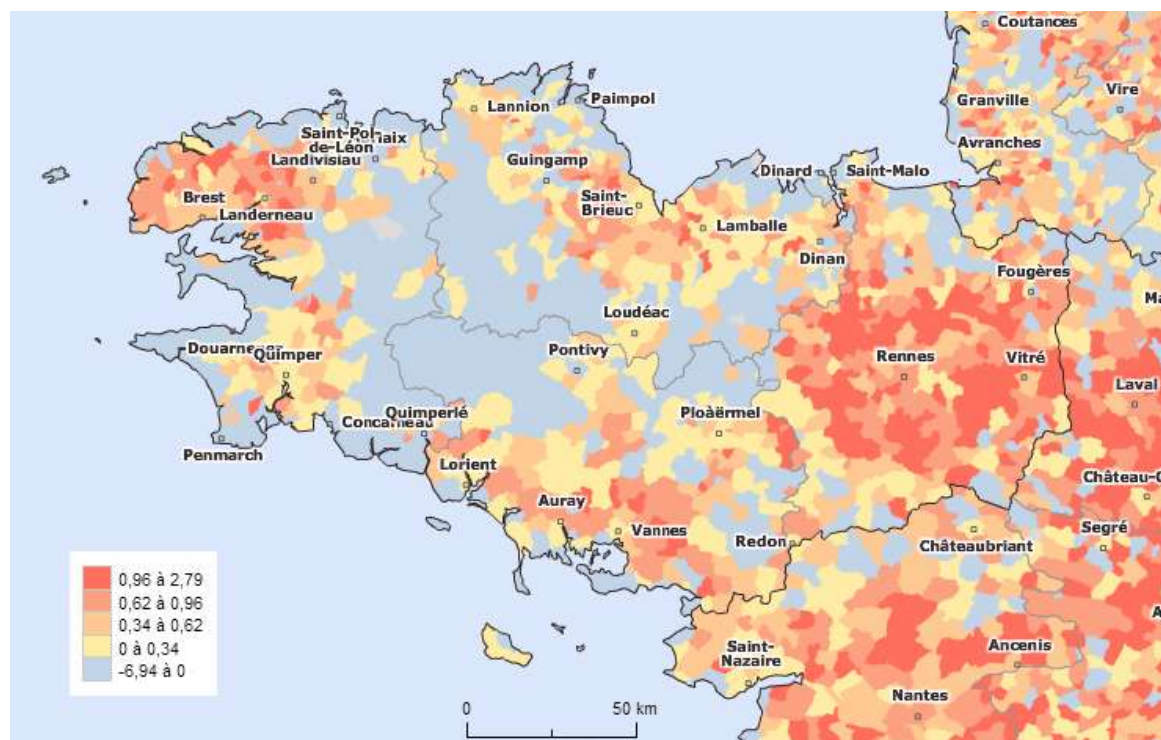 Coutances
Granville
Vire
Avranches
Lannion
Paimpol
Saint-Pol-
de-Léon
Landivisiau
Guingamp
Dinard
Saint-Malo
Brest
Saint-
Brieuc
Landerneau
Lamballe
Dinan
Fougères
Ma
Loudéac
Douarne
Quimper
Pontivy
Rennes
Vitré
Laval
Quimperlé
Ploàërmel
Concarneau
Penmarch
Lorient
Château-G
Auray
Vannes
Redon
Segré
Châteaubriant
0,96 à 2,79
0,62 à 0,96
0,34 à 0,62
0 à 0,34
-6,94 à 0
A
Saint-
Nazaire
Ancenis
Nantes
0 50 km